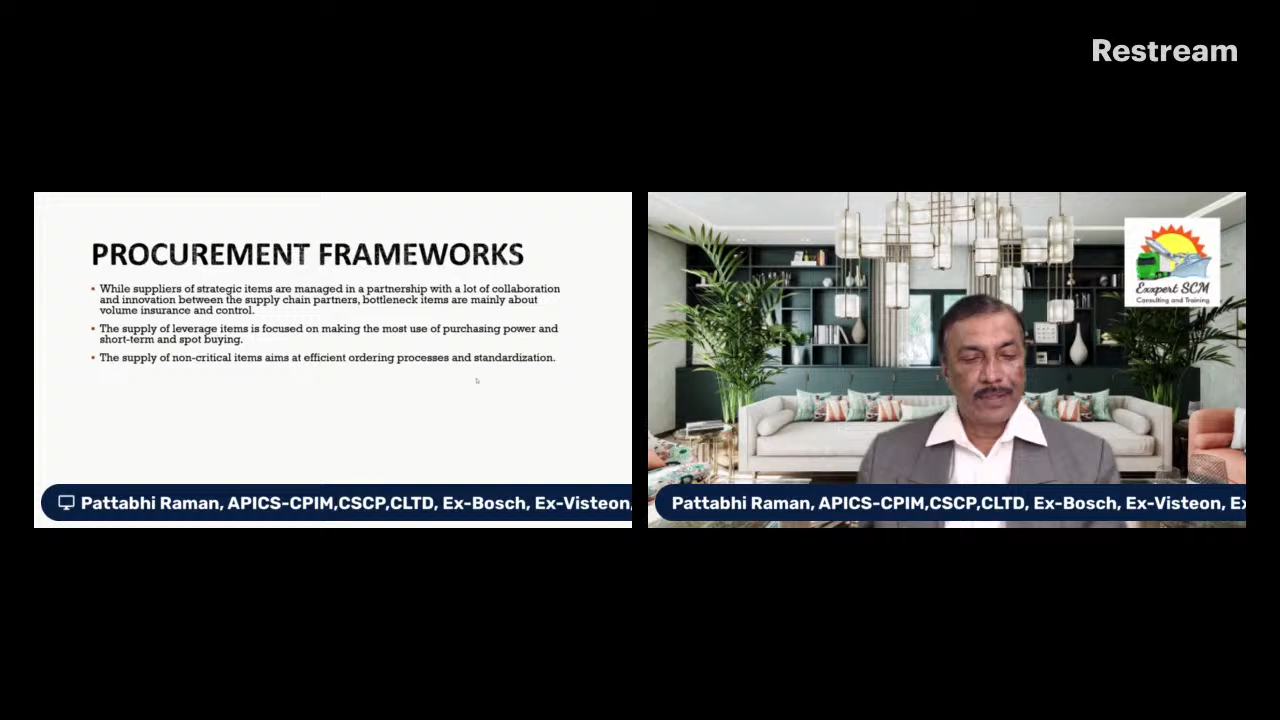 Restream
PROCUREMENT FRAMEWORKS
• While suppliers of strategic items are managed in a partnership with a lot of collaboration
and innovation between the supply chain partners, bottleneck items are mainly about
volume insurance and control.
• The supply of leverage items is focused on making the most use of purchasing power and
short-term and spot buying.
• The supply of non-critical items aims at efficient ordering processes and standardization.
Pattabhi Raman, APICS-CPIM,CSCP,CLTD, Ex-Bosch, Ex-Visteon,
Exxpert SCM
Consulting and Training
Pattabhi Raman, APICS-CPIM,CSCP,CLTD, Ex-Bosch, Ex-Visteon, Ex